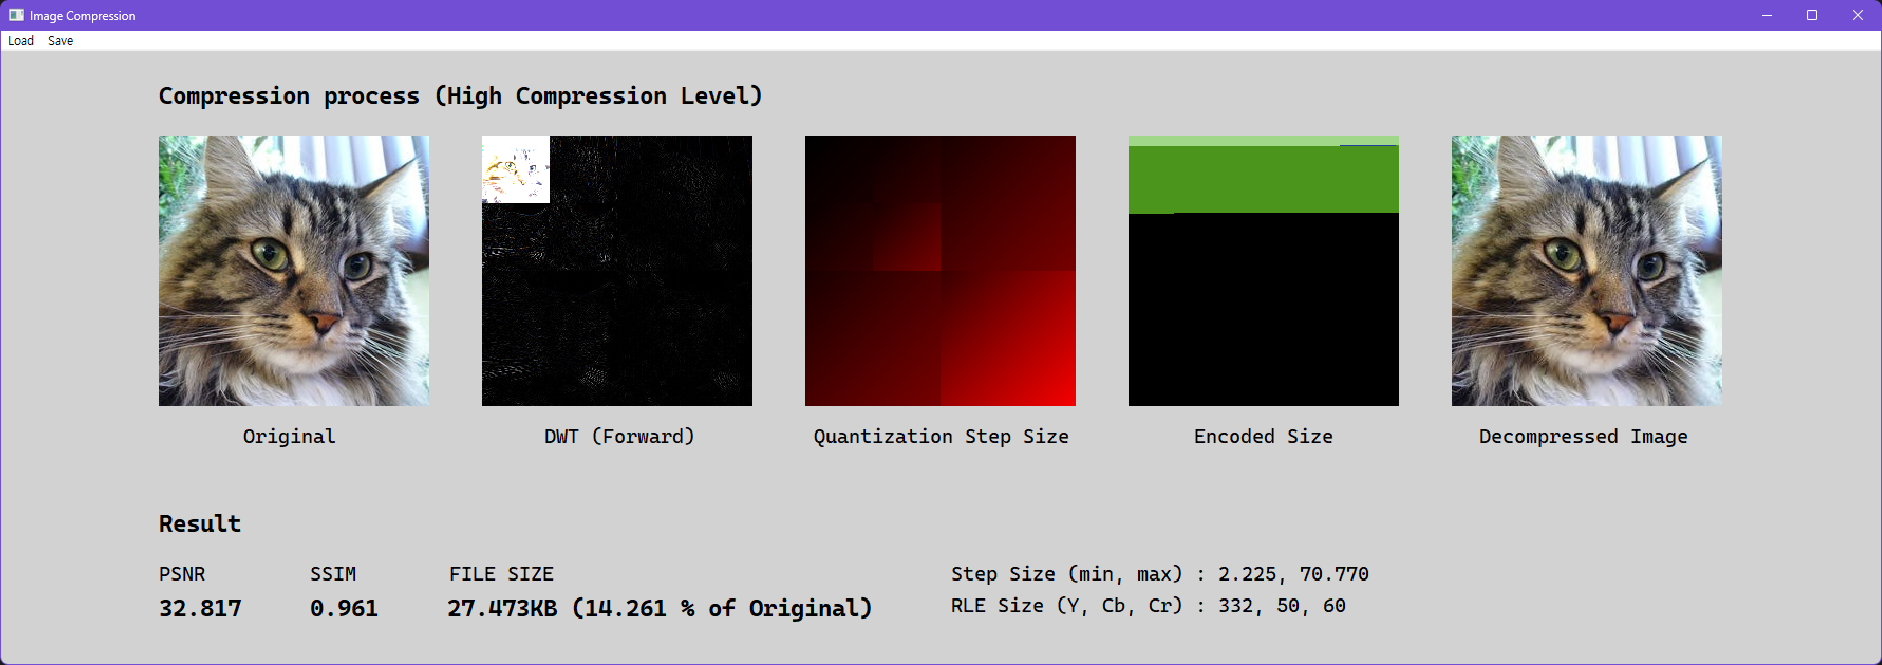 Image Compression
Load Save
Compression process (High Compression Level)
Original DWT (Forward) Quantization Step Size Encoded Size Decompressed Image
Result
PSNR SSIM FILE SIZE Step Size (min, max) : 2.225, 70.770
32.817 0.961 27.473KB (14.261 % of Original) RLE Size (Y, Cb, Cr) : 332, 50, 60